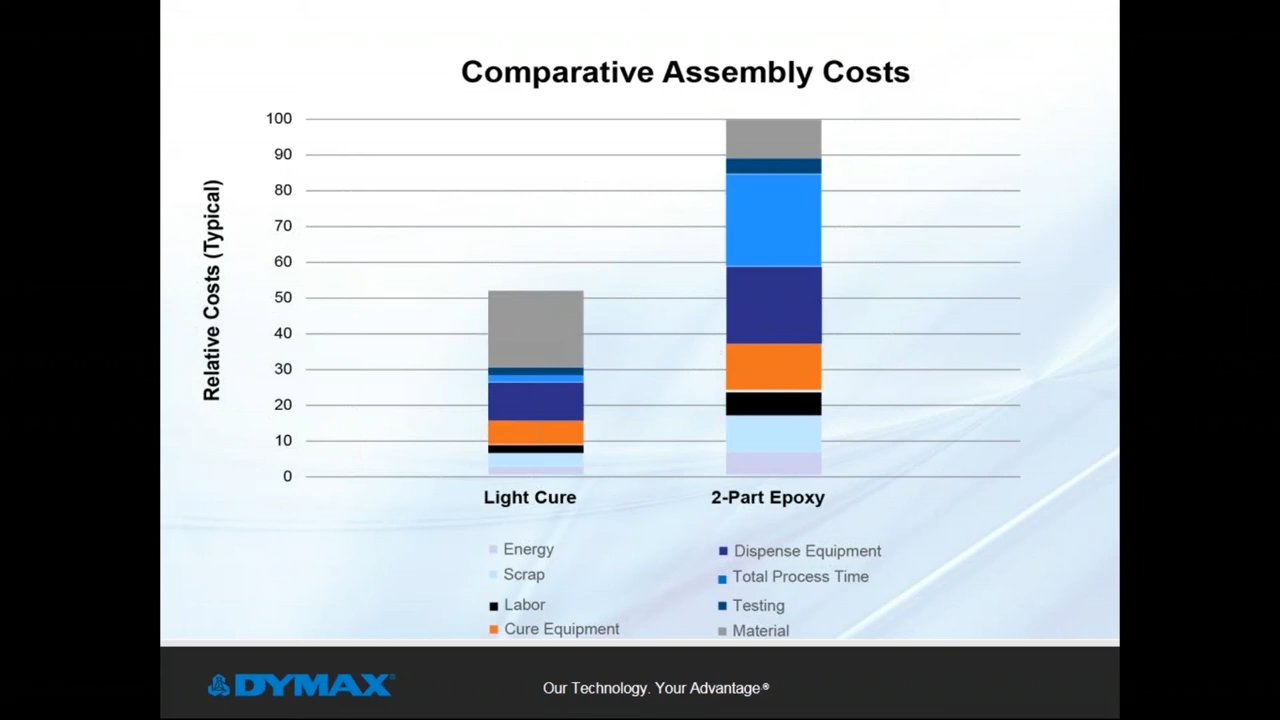 Comparative Assembly Costs
Relative Costs (Typical)
100
90
80
70
60
50
40
30
20
10
0
Light Cure
2-Part Epoxy
Energy
Scrap
Labor
Cure Equipment
Dispense Equipment
Total Process Time
Testing
Material
DYMAX®
Our Technology. Your Advantage®